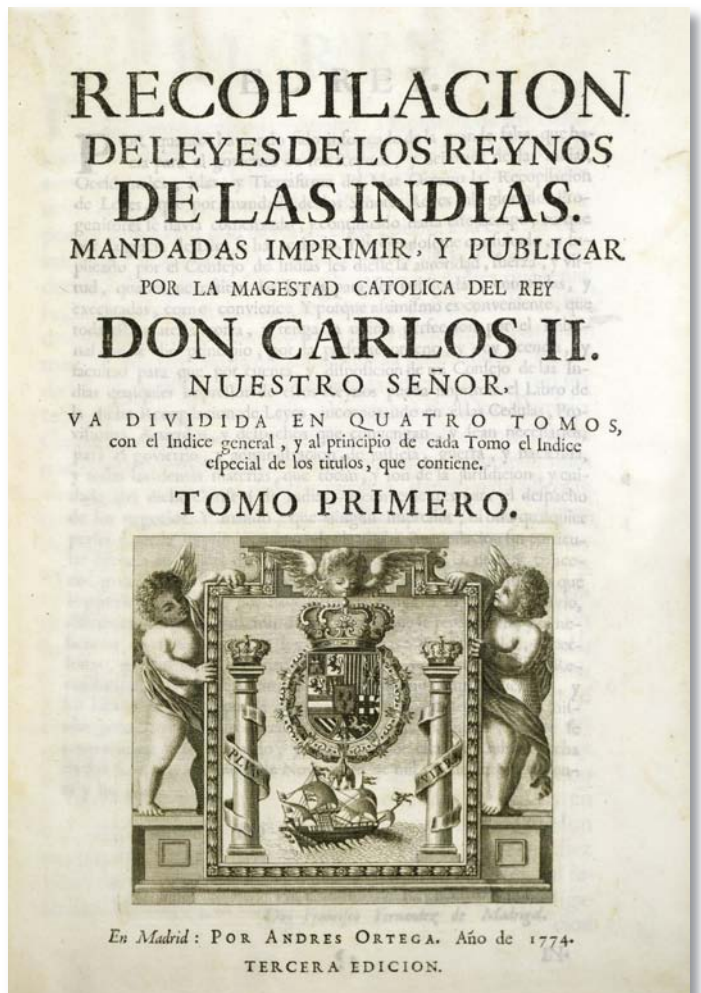 RECOPILACION
DE LEYES DE LOS REYNOS
DE LAS INDIAS.
MANDADAS IMPRIMIR, Y PUBLICAR
POR LA MAGESTAD CATOLICA DEL REY
DON CARLOS II.
NUESTRO SEÑOR,
VA DIVIDIDA EN QUATRO TOMOS,
con el Indice general, y al principio de cada Tomo el Indice
eſpecial de los titulos, que contiene.
TOMO PRIMERO.
PLVS VLTRA
En Madrid: POR ANDRES ORTEGA. Año de 1774.
TERCERA EDICION.